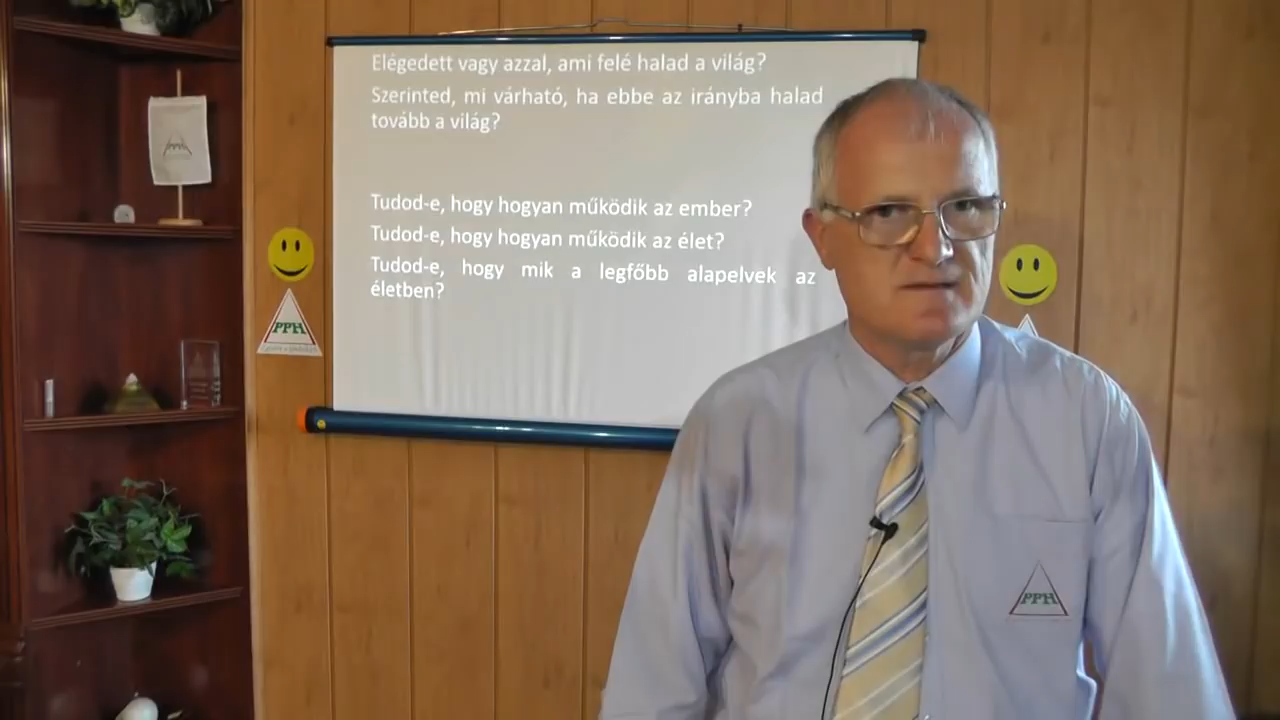 Elégedett vagy azzal, ami felé halad a világ?
Szerinted, mi várható, ha ebbe az irányba halad
tovább a világ?
Tudod-e, hogy hogyan működik az ember?
Tudod-e, hogy hogyan működik az élet?
Tudod-e, hogy mik a legfőbb alapelvek az
életben?
PPH
PPH
PPH